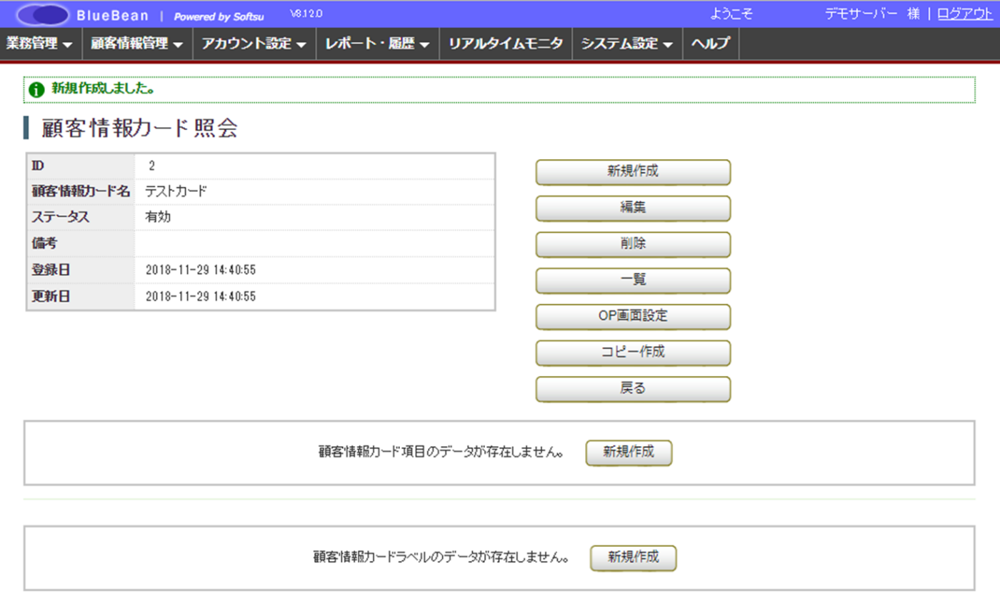 BlueBean | Powered by Softsu V8.12.0 ようこそ デモサーバー 様 | ログアウト
業務管理 顧客情報管理 アカウント設定 レポート・履歴 リアルタイムモニタ システム設定 ヘルプ
新規作成しました。
顧客情報カード照会
ID 2
顧客情報カード名 テストカード
ステータス 有効
備考
登録日 2018-11-29 14:40:55
更新日 2018-11-29 14:40:55
新規作成
編集
削除
一覧
OP画面設定
コピー作成
戻る
顧客情報カード項目のデータが存在しません。 新規作成
顧客情報カードラベルのデータが存在しません。 新規作成